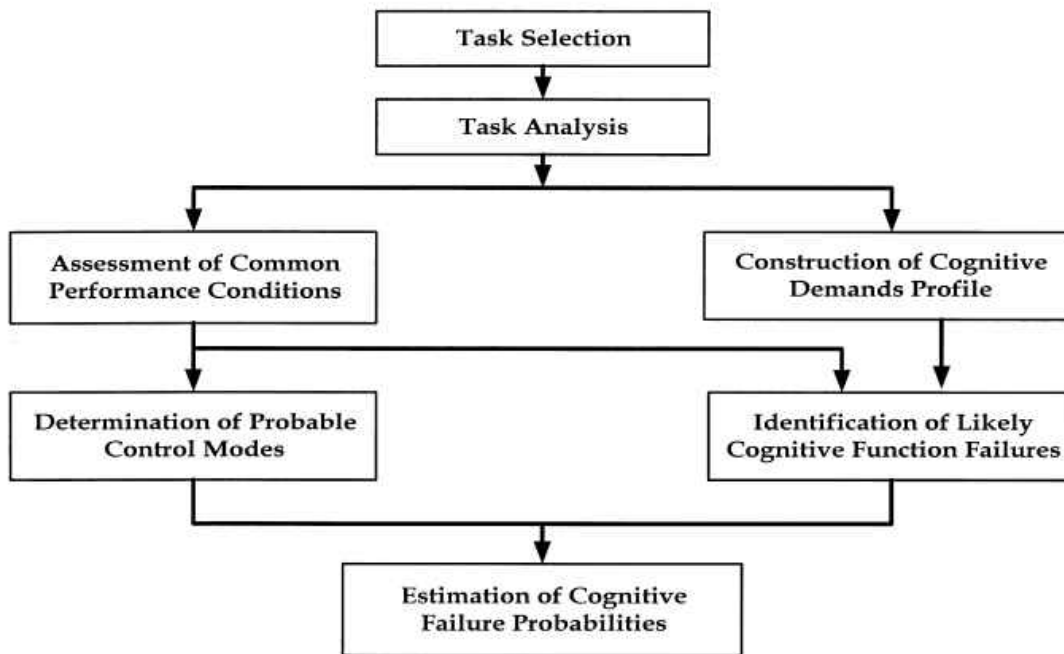 Task Selection
Task Analysis
Assessment of Common
Performance Conditions
Construction of Cognitive
Demands Profile
Determination of Probable
Control Modes
Identification of Likely
Cognitive Function Failures
Estimation of Cognitive
Failure Probabilities